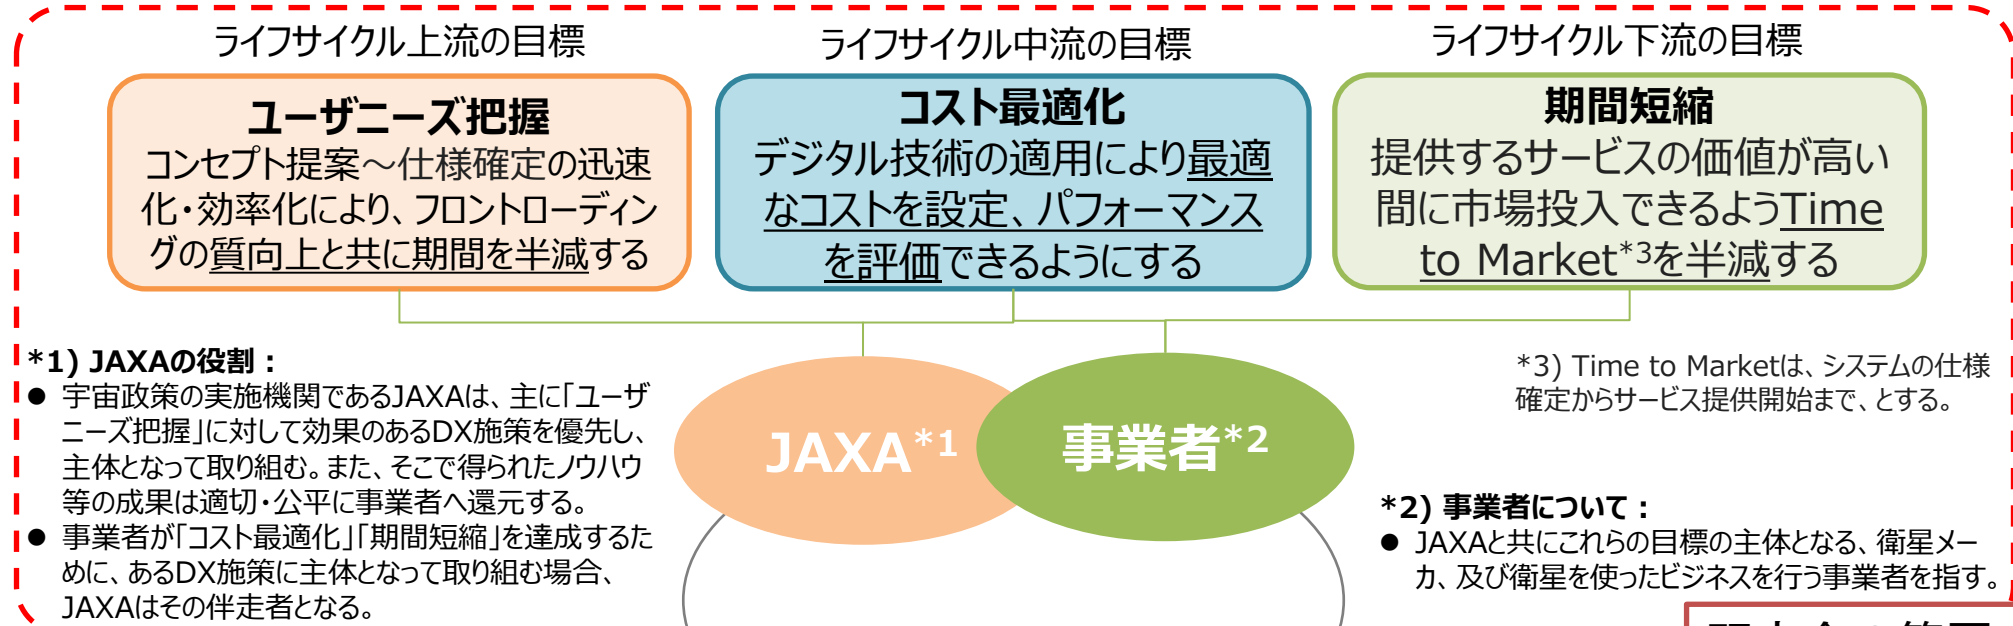 ライフサイクル上流の目標
ユーザニーズ把握
コンセプト提案～仕様確定の迅速
化・効率化により、フロントローディン
グの質向上と共に期間を半減する
ライフサイクル中流の目標
コスト最適化
デジタル技術の適用により最適
なコストを設定、パフォーマンス
を評価できるようにする
ライフサイクル下流の目標
期間短縮
提供するサービスの価値が高い
間に市場投入できるようTime
to Market*3を半減する
*1) JAXAの役割：
● 宇宙政策の実施機関であるJAXAは、主に「ユーザ
ニーズ把握」に対して効果のあるDX施策を優先し、
主体となって取り組む。また、そこで得られたノウハウ
等の成果は適切・公平に事業者へ還元する。
● 事業者が「コスト最適化」「期間短縮」を達成するた
めに、あるDX施策に主体となって取り組む場合、
JAXAはその伴走者となる。
JAXA*1
事業者*2
*3) Time to Marketは、システムの仕様
確定からサービス提供開始まで、とする。
*2) 事業者について：
● JAXAと共にこれらの目標の主体となる、衛星メー
カ、及び衛星を使ったビジネスを行う事業者を指す。